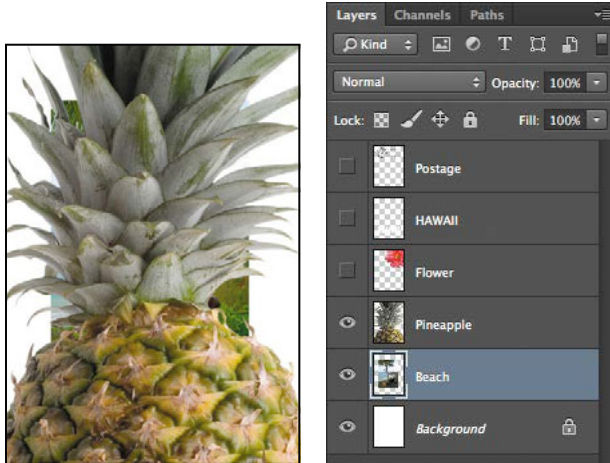 Layers Channels Paths
Kind T
Normal Opacity: 100%
Lock: Fill: 100%
Postage
HAWAII
Flower
Pineapple
Beach
Background